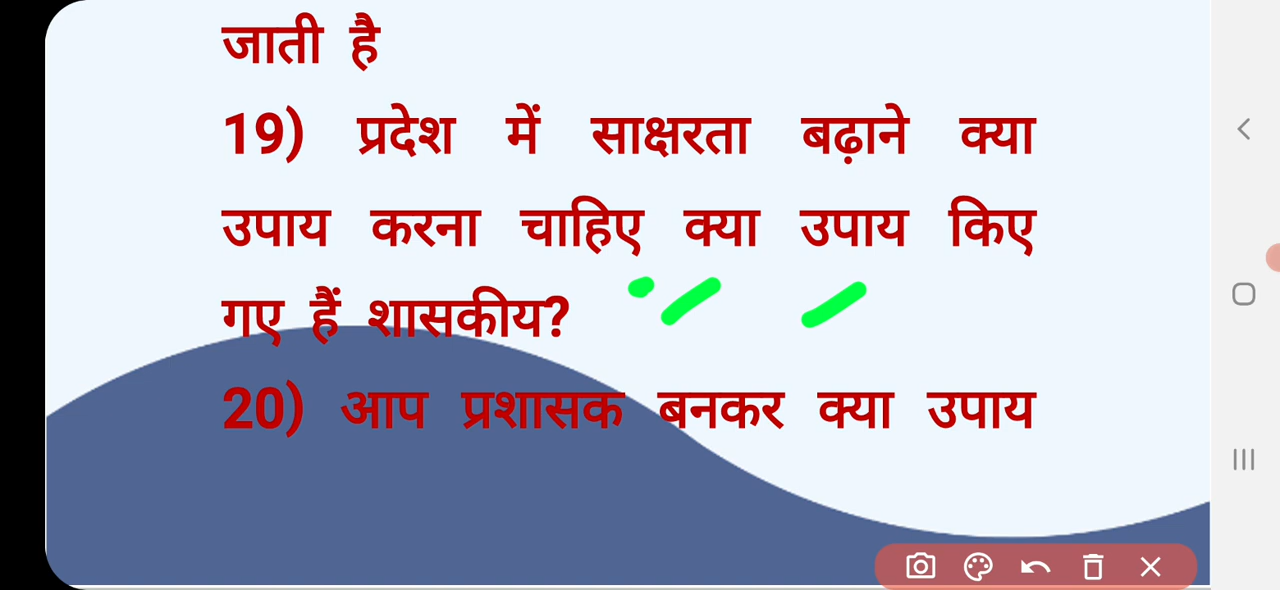 जाती है
19) प्रदेश में साक्षरता बढ़ाने क्या
उपाय करना चाहिए क्या उपाय किए
गए हैं शासकीय?
20) आप प्रशासक बनकर क्या उपाय